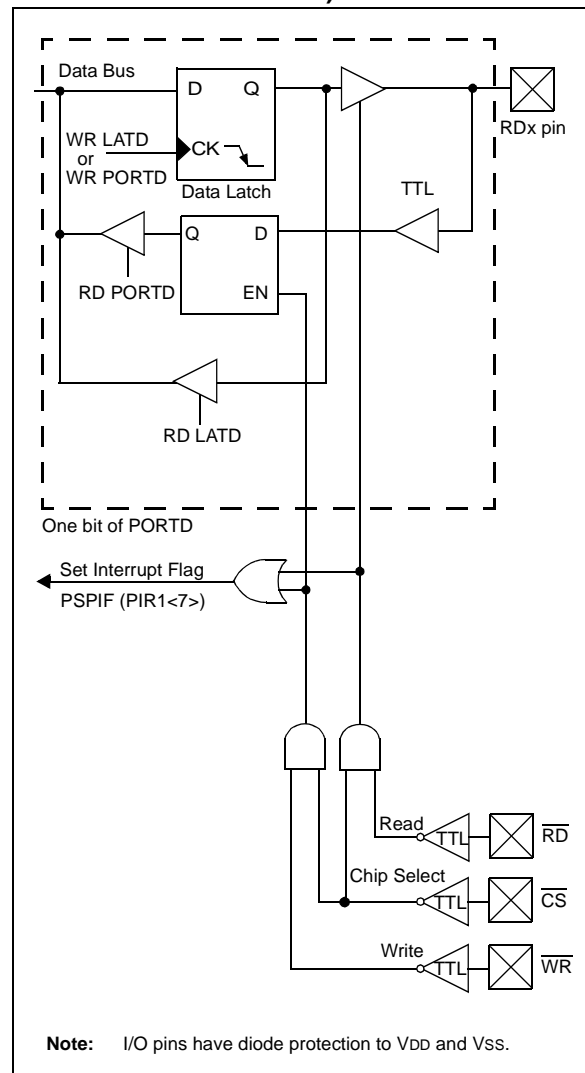 Data Bus
D Q
RDx pin
WR LATD
or
WR PORTD
CK
Data Latch
TTL
Q D
EN
RD PORTD
RD LATD
One bit of PORTD
Set Interrupt Flag
PSPIF (PIR1<7>)
Read
TTL
RD
Chip Select
TTL
CS
Write
TTL
WR
Note: I/O pins have diode protection to VDD and VSS.